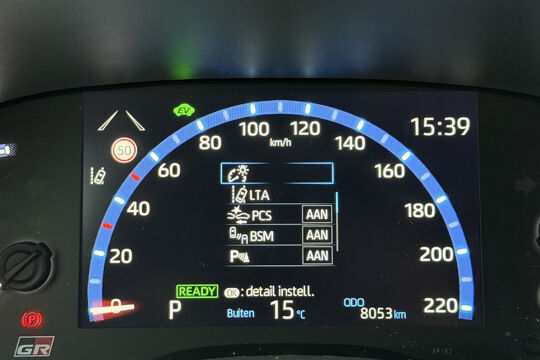 EV
15:39
80 100 120 140
km/h
50
60 160
LTA
40 180
PCS AAN
BSM AAN
20 200
P AAN
READY OK : detail instell.
0 220
P Buiten 15 °C ODO 8053 km
P
GR